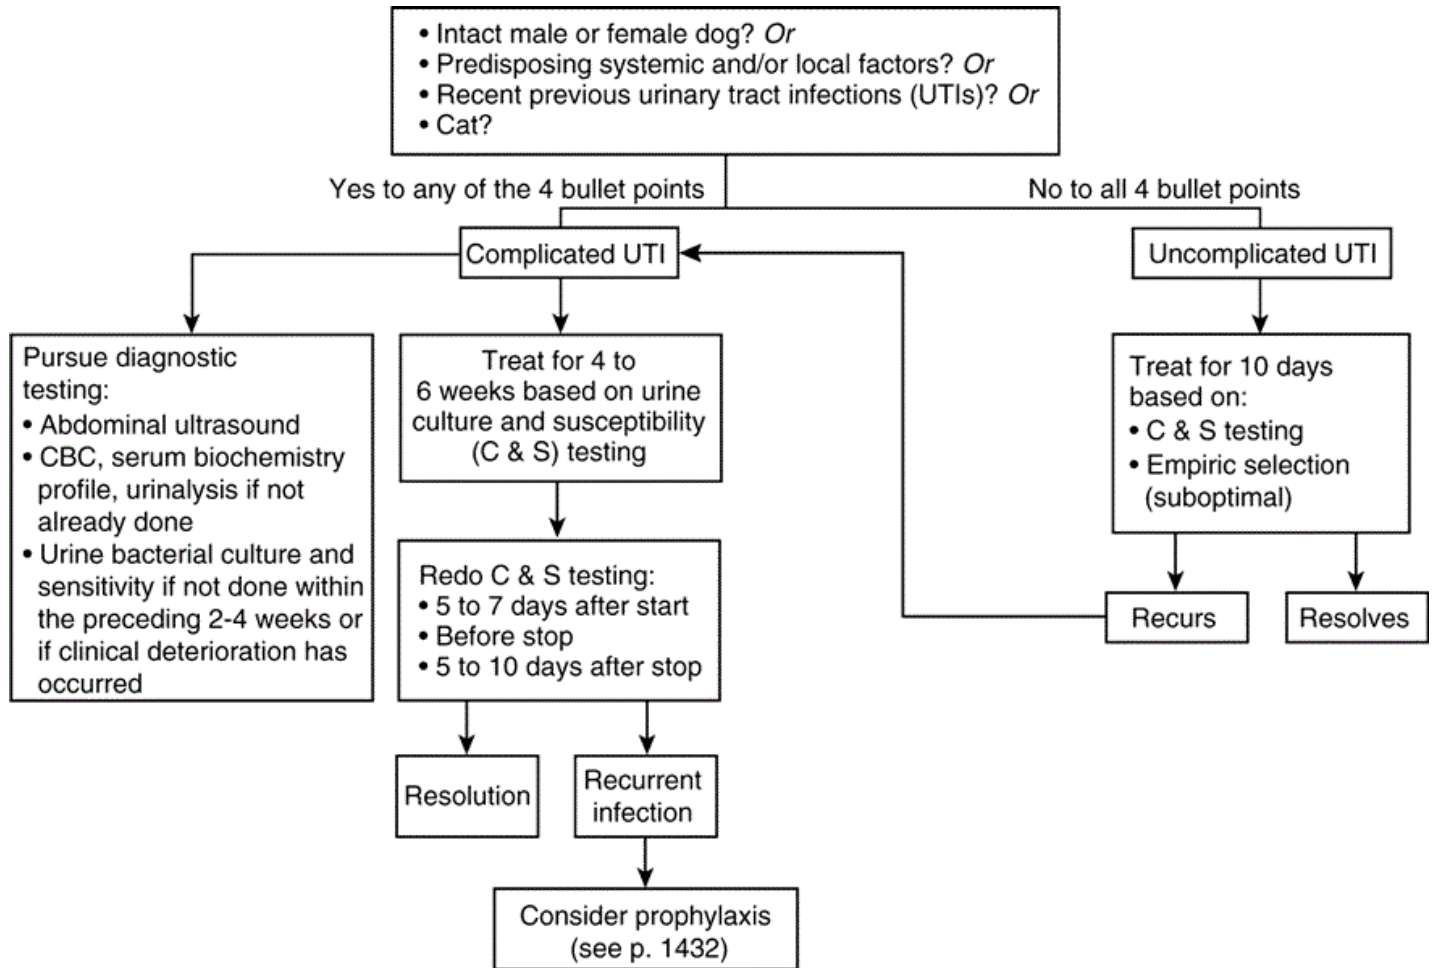 • Intact male or female dog? Or
• Predisposing systemic and/or local factors? Or
• Recent previous urinary tract infections (UTIs)? Or
• Cat?
Yes to any of the 4 bullet points
No to all 4 bullet points
Complicated UTI
Uncomplicated UTI
Pursue diagnostic
testing:
• Abdominal ultrasound
• CBC, serum biochemistry
profile, urinalysis if not
already done
• Urine bacterial culture and
sensitivity if not done within
the preceding 2-4 weeks or
if clinical deterioration has
occurred
Treat for 4 to
6 weeks based on urine
culture and susceptibility
(C & S) testing
Treat for 10 days
based on:
• C & S testing
• Empiric selection
(suboptimal)
Redo C & S testing:
• 5 to 7 days after start
• Before stop
• 5 to 10 days after stop
Recurs
Resolves
Resolution
Recurrent
infection
Consider prophylaxis
(see p. 1432)